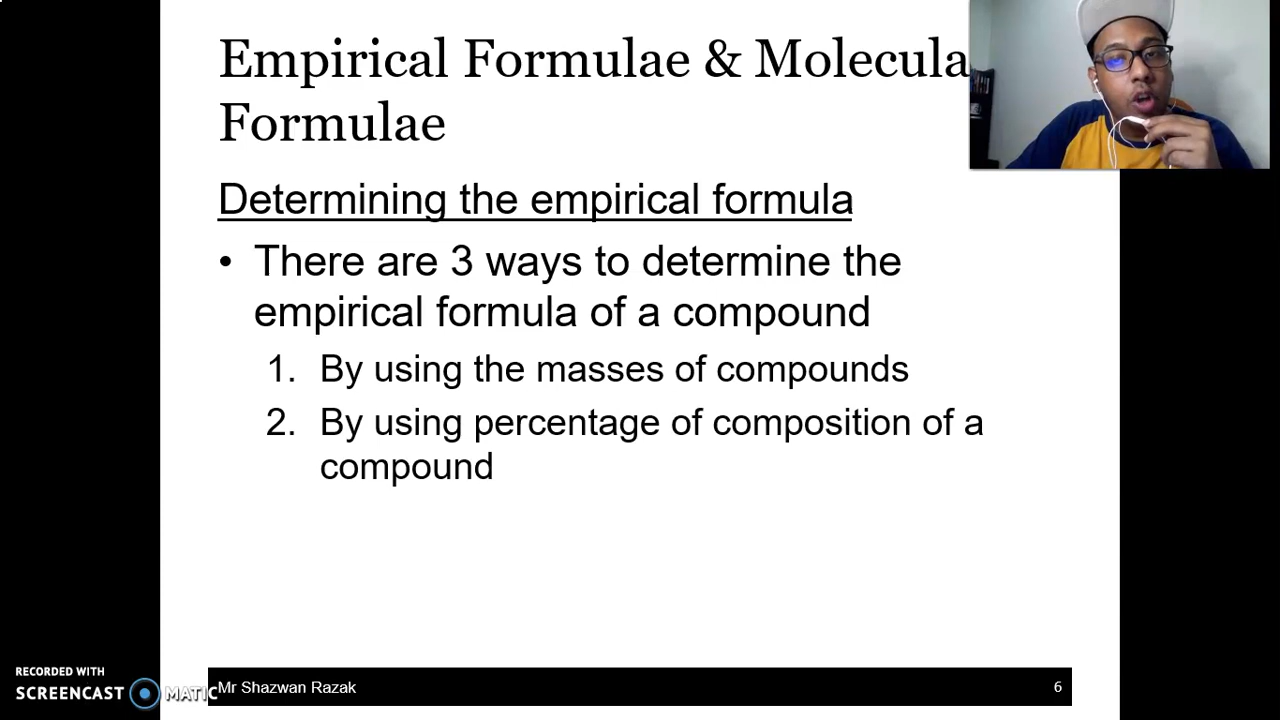 Empirical Formulae & Molecula
Formulae
Determining the empirical formula
• There are 3 ways to determine the
empirical formula of a compound
1. By using the masses of compounds
2. By using percentage of composition of a
compound
RECORDED WITH
SCREENCAST MATIC
Mr Shazwan Razak
6